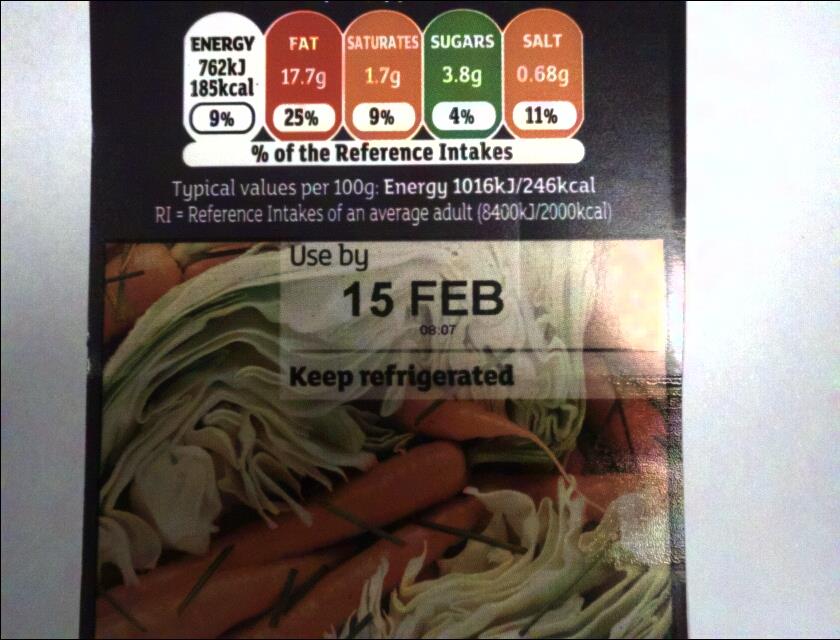 ENERGY FAT SATURATES SUGARS SALT
762kJ 17.7g 1.7g 3.8g 0.68g
185kcal
9% 25% 9% 4% 11%
% of the Reference Intakes
Typical values per 100g: Energy 1016kJ/246kcal
RI = Reference Intakes of an average adult (8400kJ/2000kcal)
Use by
15 FEB
08:07
Keep refrigerated